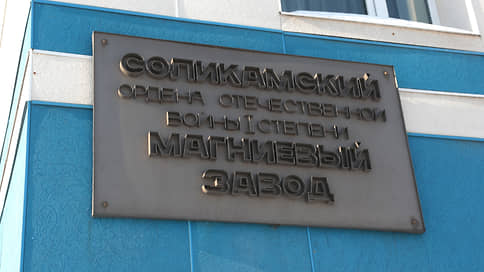 СОЛИКАМСКИЙ
ОРДЕНА ОТЕЧЕСТВЕННОЙ
ВОЙНЫ I СТЕПЕНИ
МАГНИЕВЫЙ
ЗАВОД